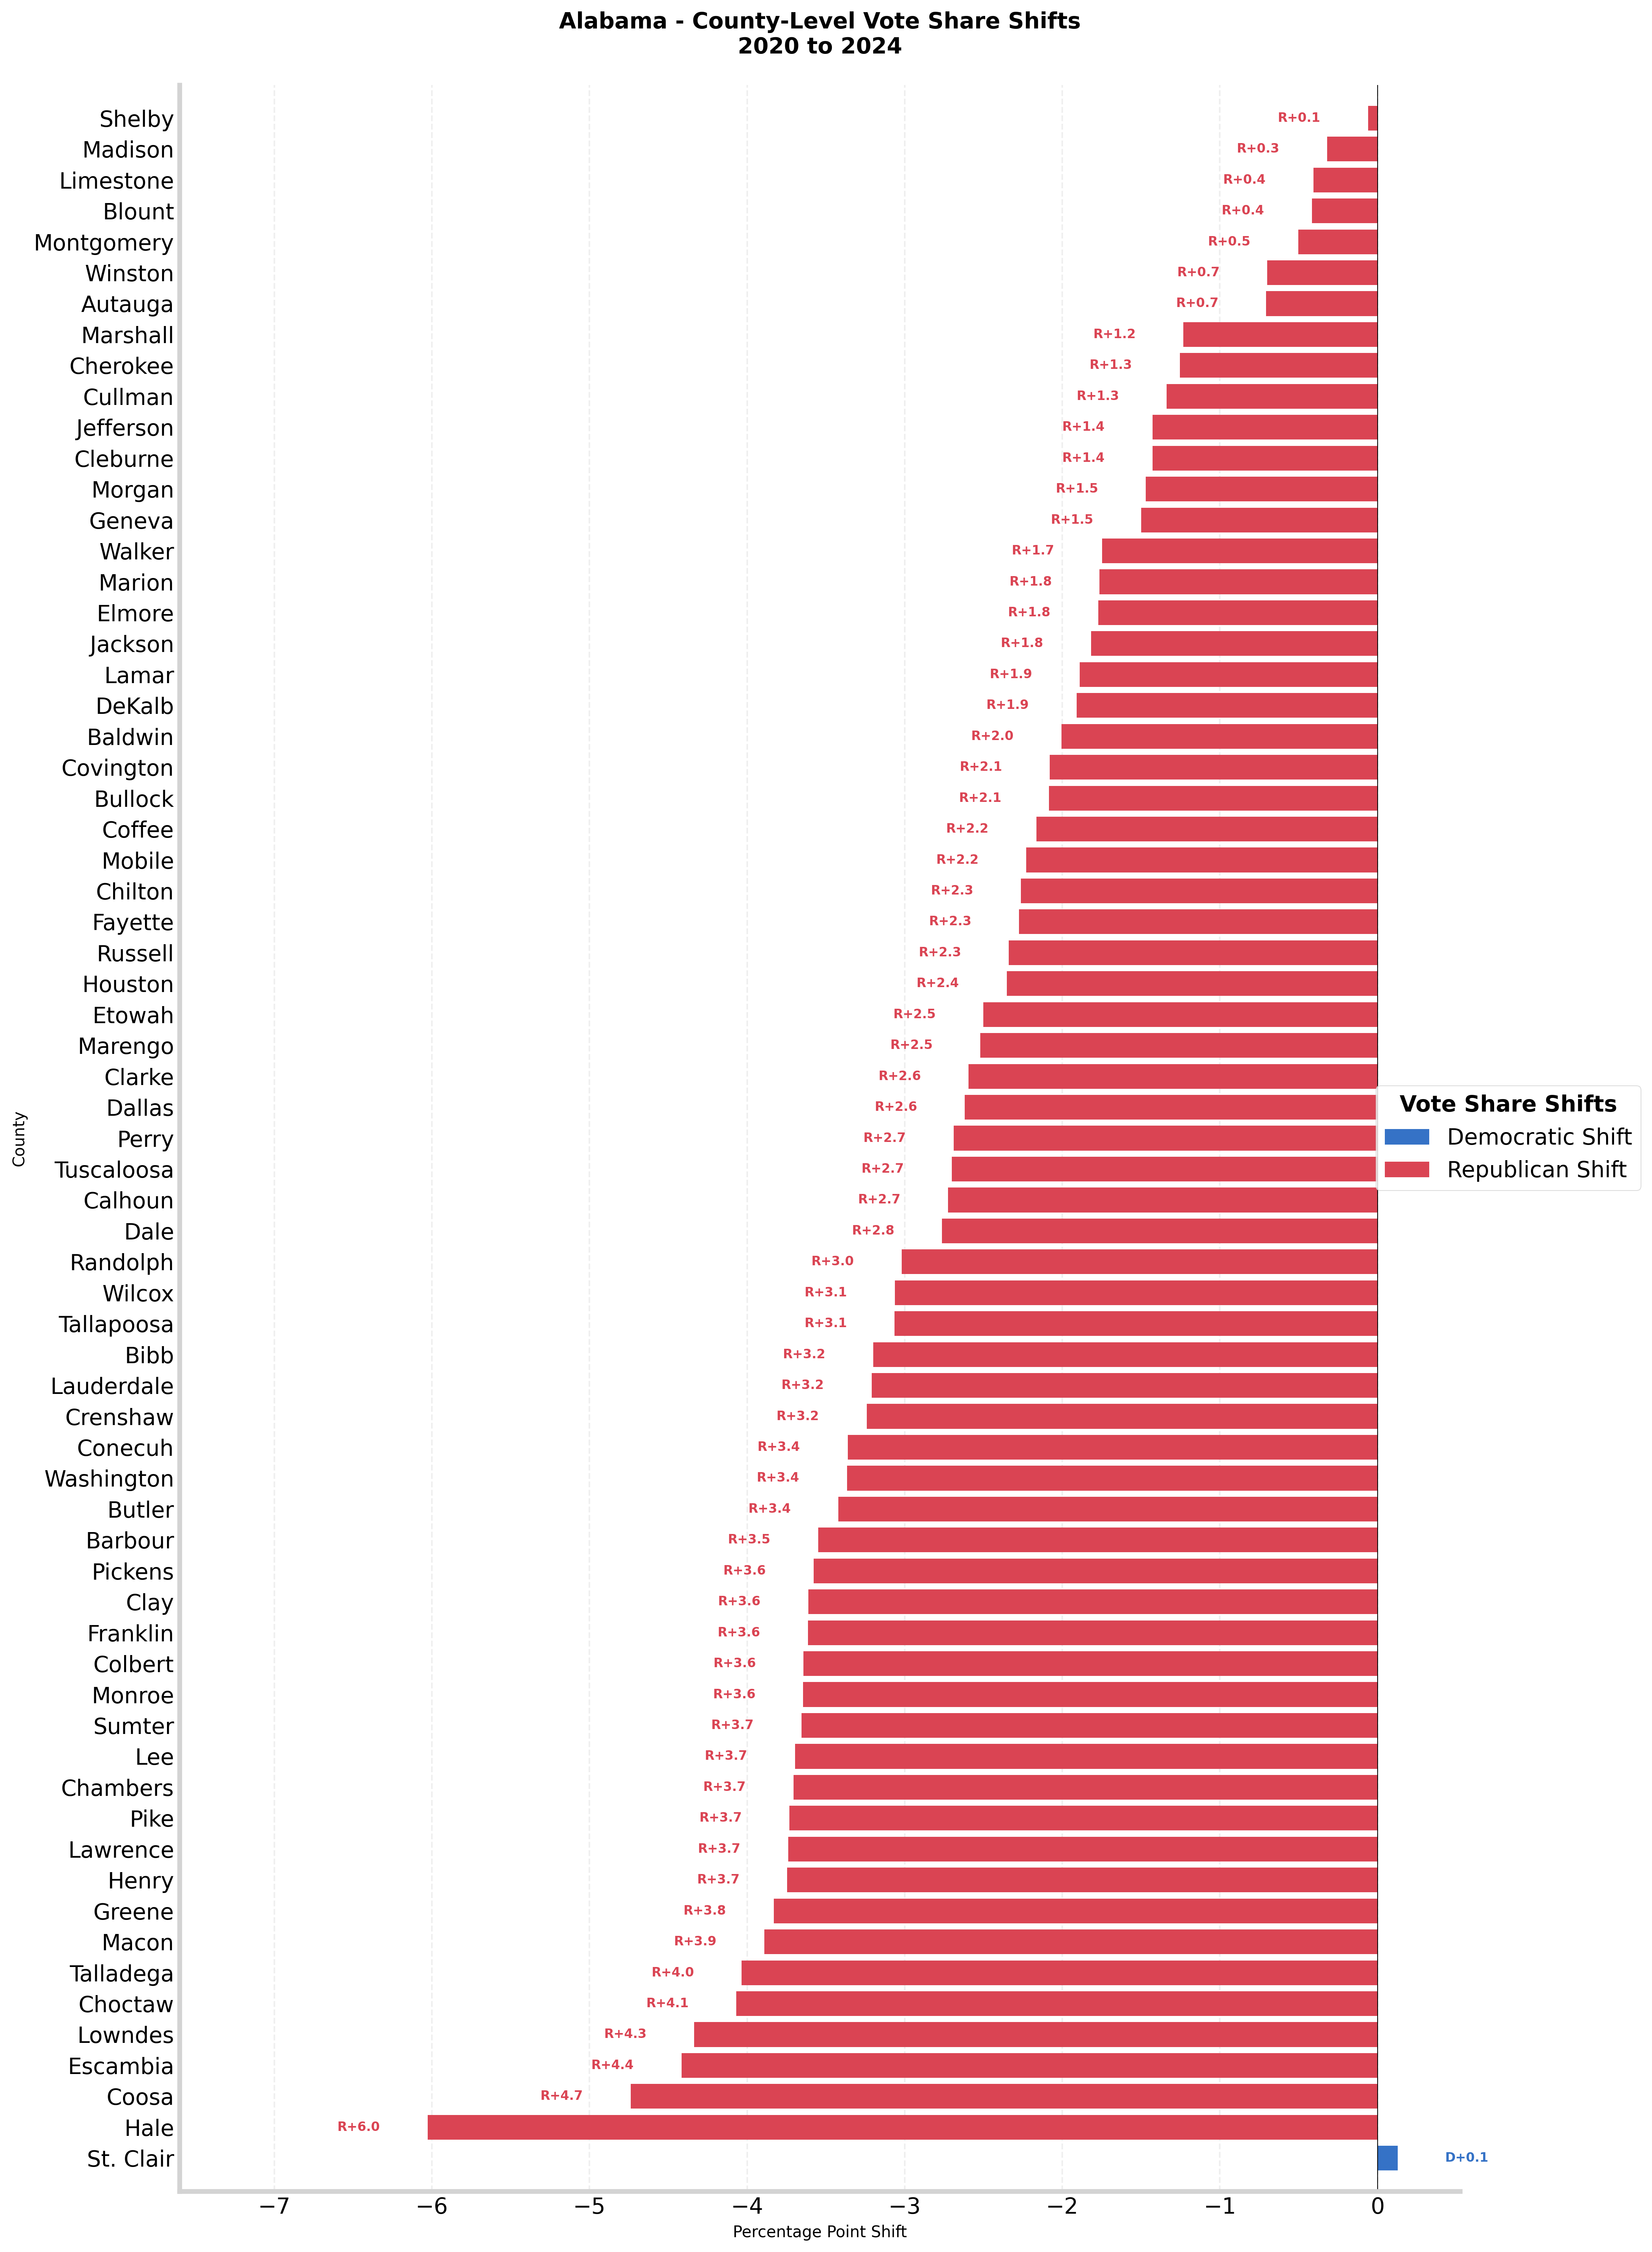 Alabama - County-Level Vote Share Shifts
2020 to 2024
Shelby R+0.1
Madison R+0.3
Limestone R+0.4
Blount R+0.4
Montgomery R+0.5
Winston R+0.7
Autauga R+0.7
Marshall R+1.2
Cherokee R+1.3
Cullman R+1.3
Jefferson R+1.4
Cleburne R+1.4
Morgan R+1.5
Geneva R+1.5
Walker R+1.7
Marion R+1.8
Elmore R+1.8
Jackson R+1.8
Lamar R+1.9
DeKalb R+1.9
Baldwin R+2.0
Covington R+2.1
Bullock R+2.1
Coffee R+2.2
Mobile R+2.2
Chilton R+2.3
Fayette R+2.3
Russell R+2.3
Houston R+2.4
Etowah R+2.5
Marengo R+2.5
Clarke R+2.6
Dallas R+2.6
Perry R+2.7
Tuscaloosa R+2.7
Calhoun R+2.7
Dale R+2.8
Randolph R+3.0
Wilcox R+3.1
Tallapoosa R+3.1
Bibb R+3.2
Lauderdale R+3.2
Crenshaw R+3.2
Conecuh R+3.4
Washington R+3.4
Butler R+3.4
Barbour R+3.5
Pickens R+3.6
Clay R+3.6
Franklin R+3.6
Colbert R+3.6
Monroe R+3.6
Sumter R+3.7
Lee R+3.7
Chambers R+3.7
Pike R+3.7
Lawrence R+3.7
Henry R+3.7
Greene R+3.8
Macon R+3.9
Talladega R+4.0
Choctaw R+4.1
Lowndes R+4.3
Escambia R+4.4
Coosa R+4.7
Hale R+6.0
St. Clair D+0.1
County
Vote Share Shifts
Democratic Shift
Republican Shift
−7 −6 −5 −4 −3 −2 −1 0
Percentage Point Shift